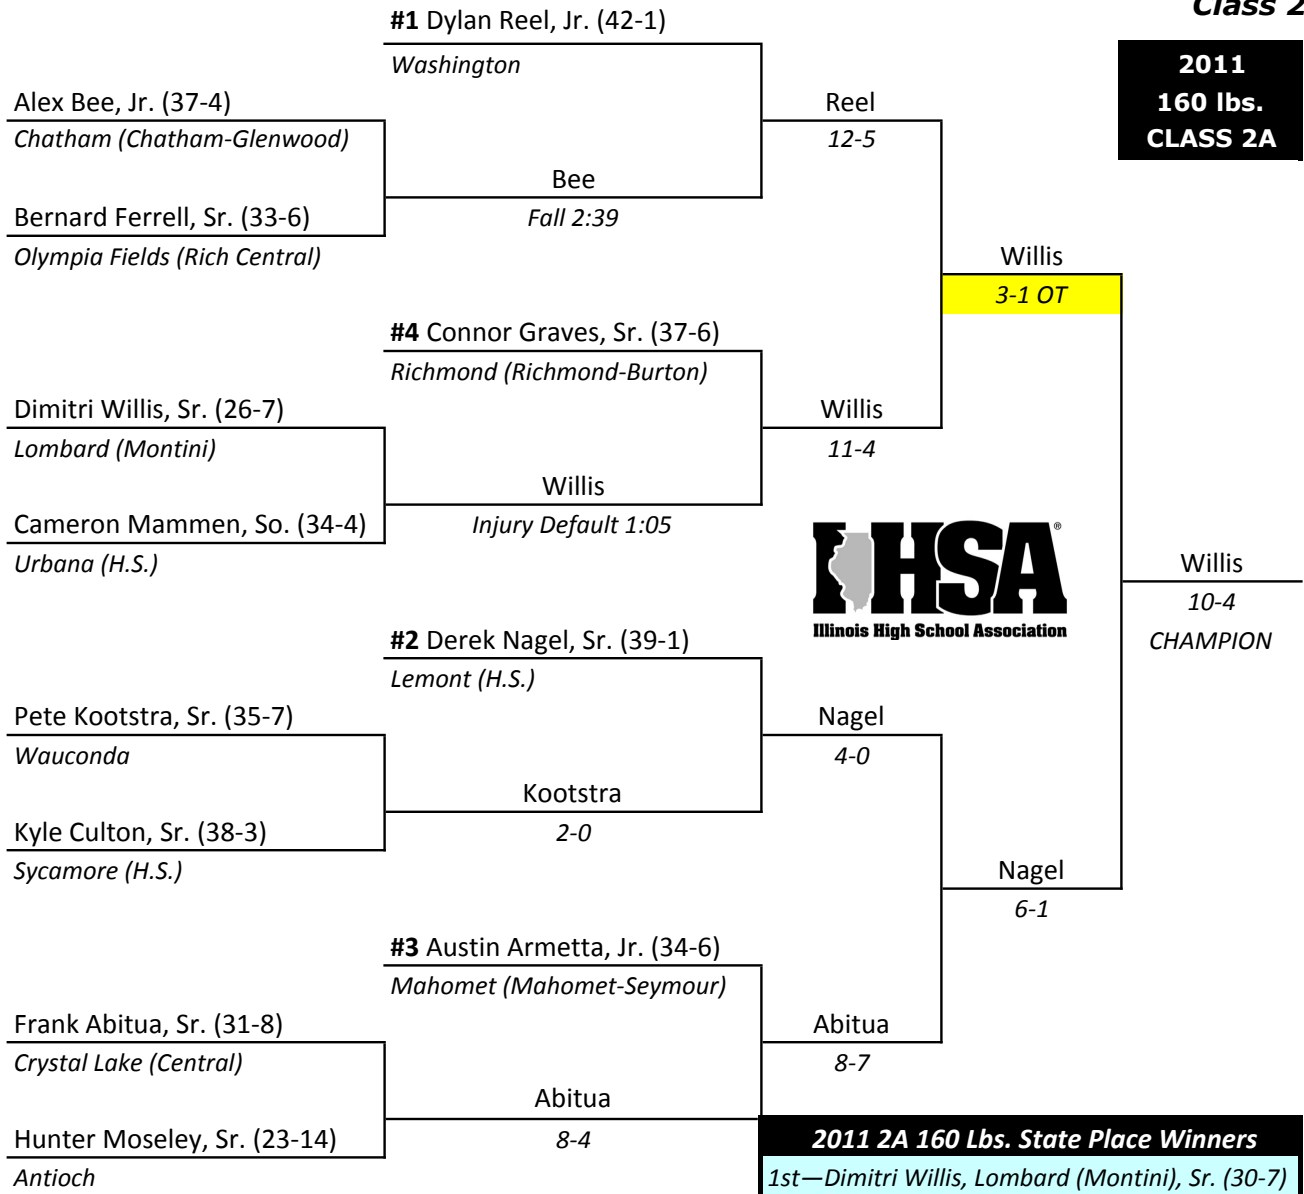 Class 2
#1 Dylan Reel, Jr. (42-1)
Washington
2011
160 lbs.
CLASS 2A
Alex Bee, Jr. (37-4)
Chatham (Chatham-Glenwood)
Reel
12-5
Bee
Fall 2:39
Bernard Ferrell, Sr. (33-6)
Olympia Fields (Rich Central)
Willis
3-1 OT
#4 Connor Graves, Sr. (37-6)
Richmond (Richmond-Burton)
Dimitri Willis, Sr. (26-7)
Lombard (Montini)
Willis
11-4
Willis
Injury Default 1:05
Cameron Mammen, So. (34-4)
Urbana (H.S.)
IHSA®
Illinois High School Association
Willis
10-4
CHAMPION
#2 Derek Nagel, Sr. (39-1)
Lemont (H.S.)
Pete Kootstra, Sr. (35-7)
Wauconda
Nagel
4-0
Kootstra
2-0
Kyle Culton, Sr. (38-3)
Sycamore (H.S.)
Nagel
6-1
#3 Austin Armetta, Jr. (34-6)
Mahomet (Mahomet-Seymour)
Frank Abitua, Sr. (31-8)
Crystal Lake (Central)
Abitua
8-7
Abitua
8-4
Hunter Moseley, Sr. (23-14)
Antioch
2011 2A 160 Lbs. State Place Winners
1st—Dimitri Willis, Lombard (Montini), Sr. (30-7)